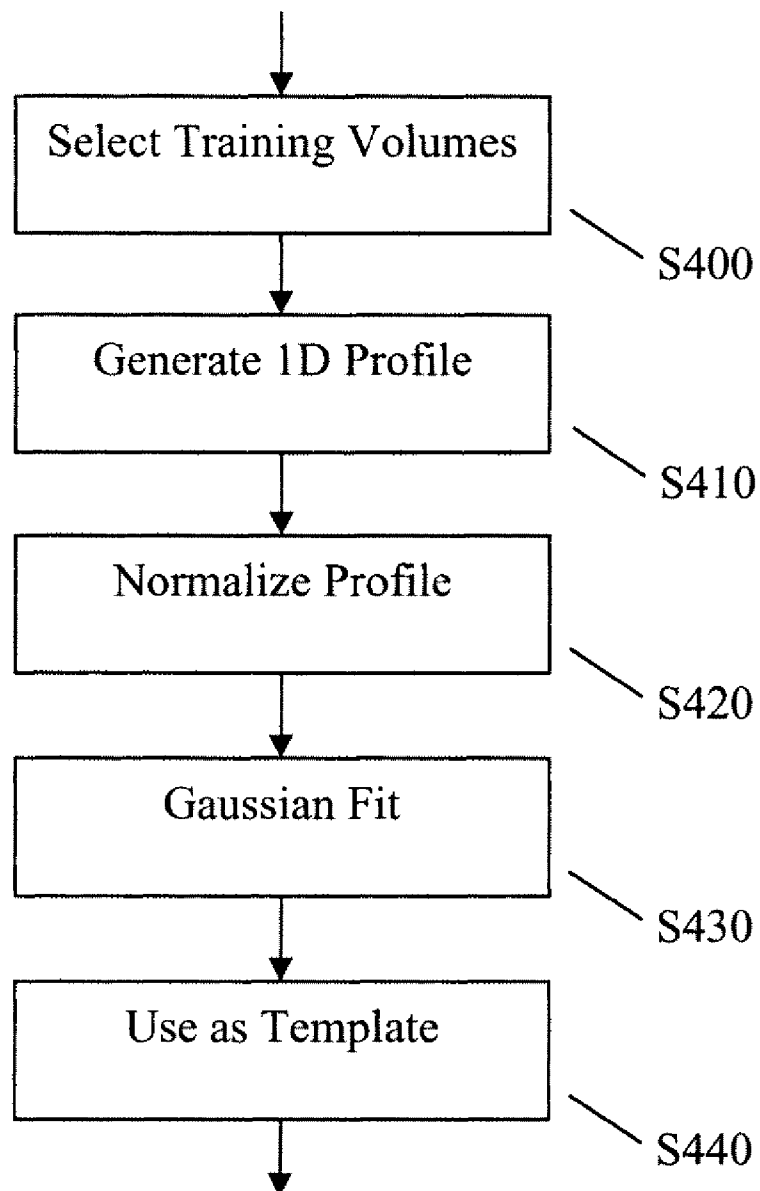 Select Training Volumes
S400
Generate 1D Profile
S410
Normalize Profile
S420
Gaussian Fit
S430
Use as Template
S440